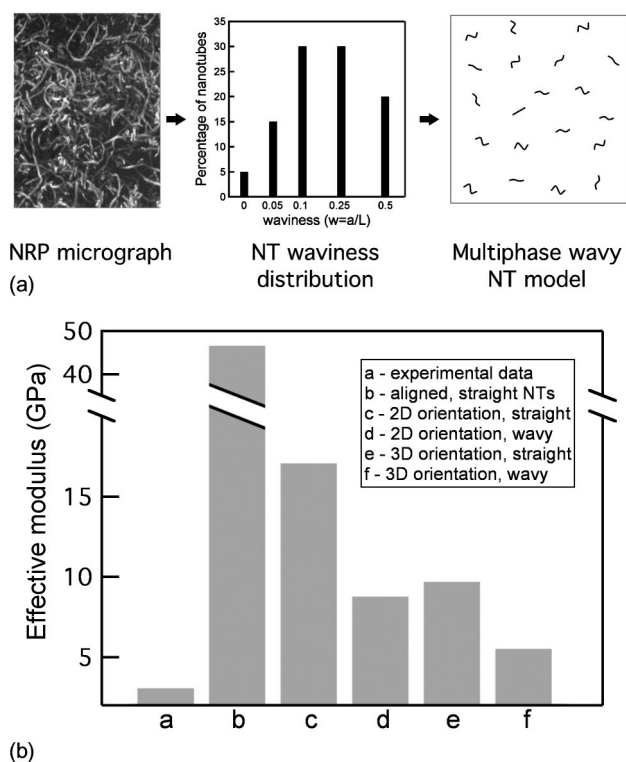 35
30
25
20
15
10
5
0
Percentage of nanotubes
0 0.05 0.1 0.25 0.5
waviness (w=a/L)
NRP micrograph
NT waviness
distribution
Multiphase wavy
NT model
(a)
50
40
15
10
5
Effective modulus (GPa)
a - experimental data
b - aligned, straight NTs
c - 2D orientation, straight
d - 2D orientation, wavy
e - 3D orientation, straight
f - 3D orientation, wavy
a b c d e f
(b)